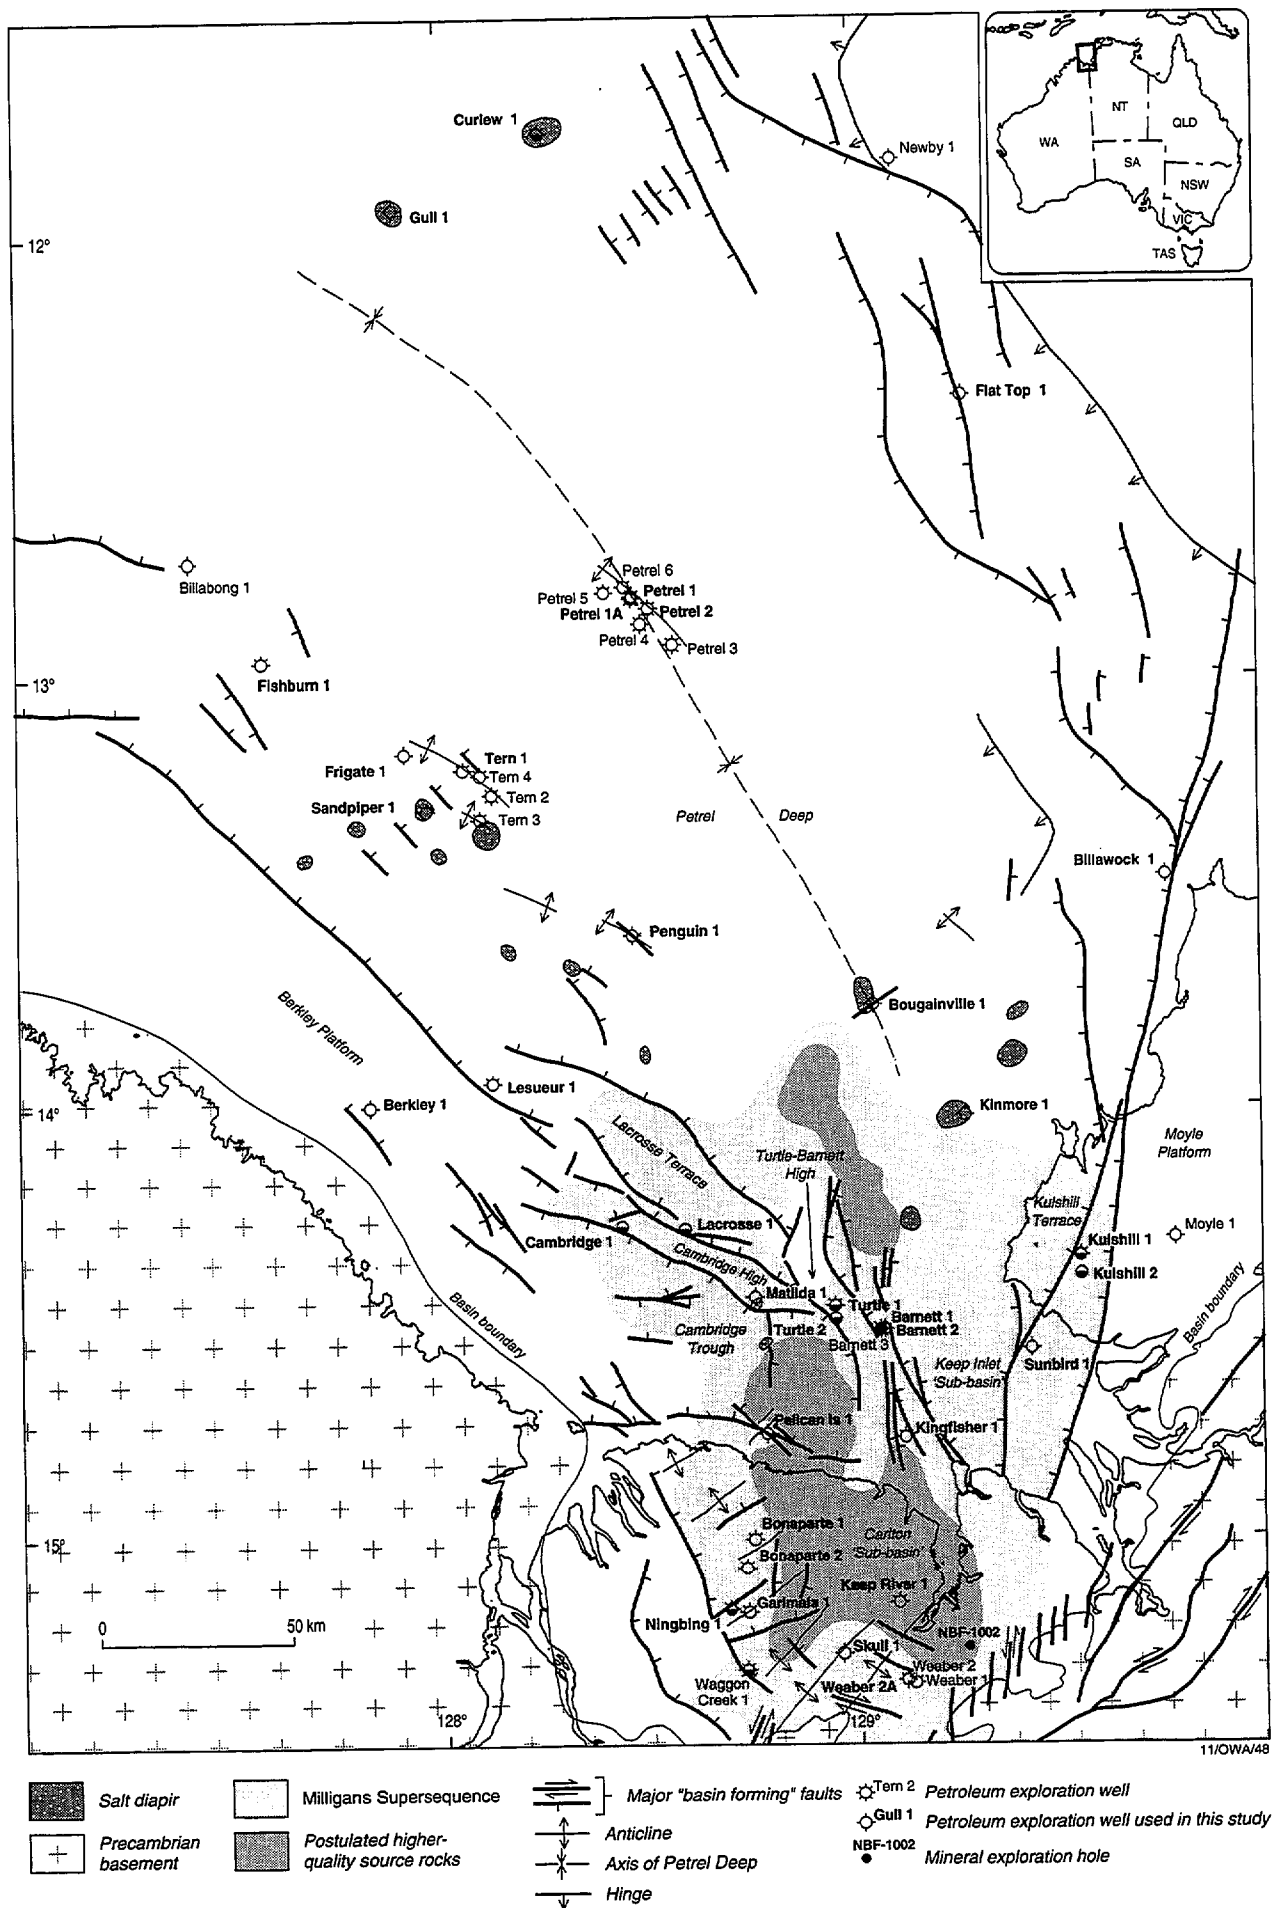 Curlew 1
Gull 1
Newby 1
NT
WA
QLD
SA
NSW
VIC
TAS
12°
Flat Top 1
Billabong 1
Petrel 6
Petrel 5
Petrel 1
Petrel 1A
Petrel 2
Petrel 4
Petrel 3
13°
Fishburn 1
Frigate 1
Tern 1
Tern 4
Tern 2
Sandpiper 1
Tern 3
Petrel Deep
Billawock 1
Penguin 1
Bougainville 1
Berkley Platform
Lesueur 1
Berkley 1
14°
Kinmore 1
Lacrosse Terrace
Turtle-Barnett
High
Moyle
Platform
Kulshill
Terrace
Moyle 1
Lacrosse 1
Cambridge 1
Kulshill 1
Kulshill 2
Cambridge High
Matilda 1
Turtle 1
Barnett 1
Barnett 2
Turtle 2
Barnett 3
Cambridge
Trough
Basin boundary
Basin boundary
Keep Inlet
'Sub-basin'
Sunbird 1
Pelican Is 1
Kingfisher 1
15°
Bonaparte 1
Carlton
'Sub-basin'
Bonaparte 2
Keep River 1
Garimala 1
Ningbing 1
NBF-1002
Skull 1
Weaber 2
Weaber 1
Weaber 2A
Waggon
Creek 1
0 50 km
128°
129°
11/OWA/48
Salt diapir
Precambrian
basement
Milligans Supersequence
Postulated higher-
quality source rocks
Major "basin forming" faults
Anticline
Axis of Petrel Deep
Hinge
Tern 2 Petroleum exploration well
Gull 1 Petroleum exploration well used in this study
NBF-1002 Mineral exploration hole